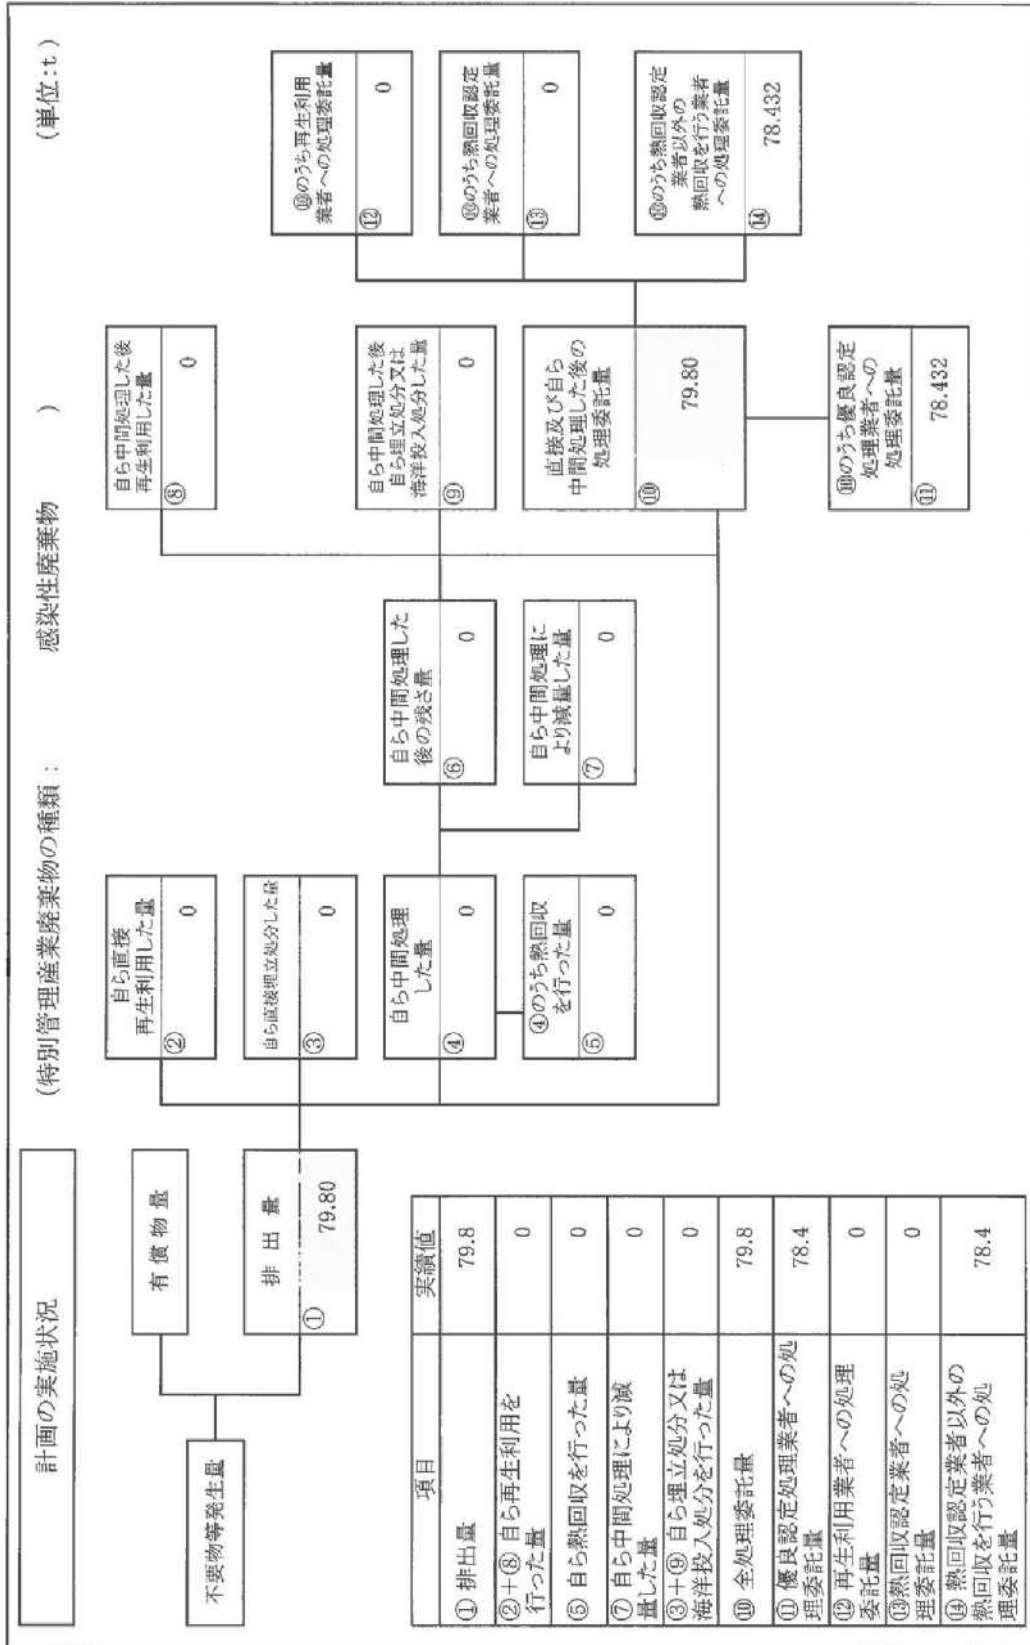 計画の実施状況
(特別管理産業廃棄物の種類：
感染性廃棄物
)
(単位:t)
不要物等発生量
有償物量
排出量
①
79.80
自ら直接
再生利用した量
②
0
自ら直接埋立処分した量
③
0
自ら中間処理
した量
④
0
④のうち熱回収
を行った量
⑤
0
自ら中間処理した
後の残さ量
⑥
0
自ら中間処理に
より減量した量
⑦
0
自ら中間処理した後
再生利用した量
⑧
0
自ら中間処理した後
自ら埋立処分又は
海洋投入処分した量
⑨
0
直接及び自ら
中間処理した後の
処理委託量
⑩
79.80
⑩のうち優良認定
処理業者への
処理委託量
⑪
78.432
⑩のうち再生利用
業者への処理委託量
⑫
0
⑩のうち熱回収認定
業者への処理委託量
⑬
0
⑩のうち熱回収認定
業者以外の
熱回収を行う業者
への処理委託量
⑭
78.432
項目
実績値
①排出量
79.8
②+⑧ 自ら再生利用を
行った量
0
⑤ 自ら熱回収を行った量
0
⑦ 自ら中間処理により減
量した量
0
③+⑨ 自ら埋立処分又は
海洋投入処分を行った量
0
⑩ 全処理委託量
79.8
⑪ 優良認定処理業者への処
理委託量
78.4
⑫ 再生利用業者への処理
委託量
0
⑬熱回収認定業者への処
理委託量
0
⑭ 熱回収認定業者以外の
熱回収を行う業者への処
理委託量
78.4